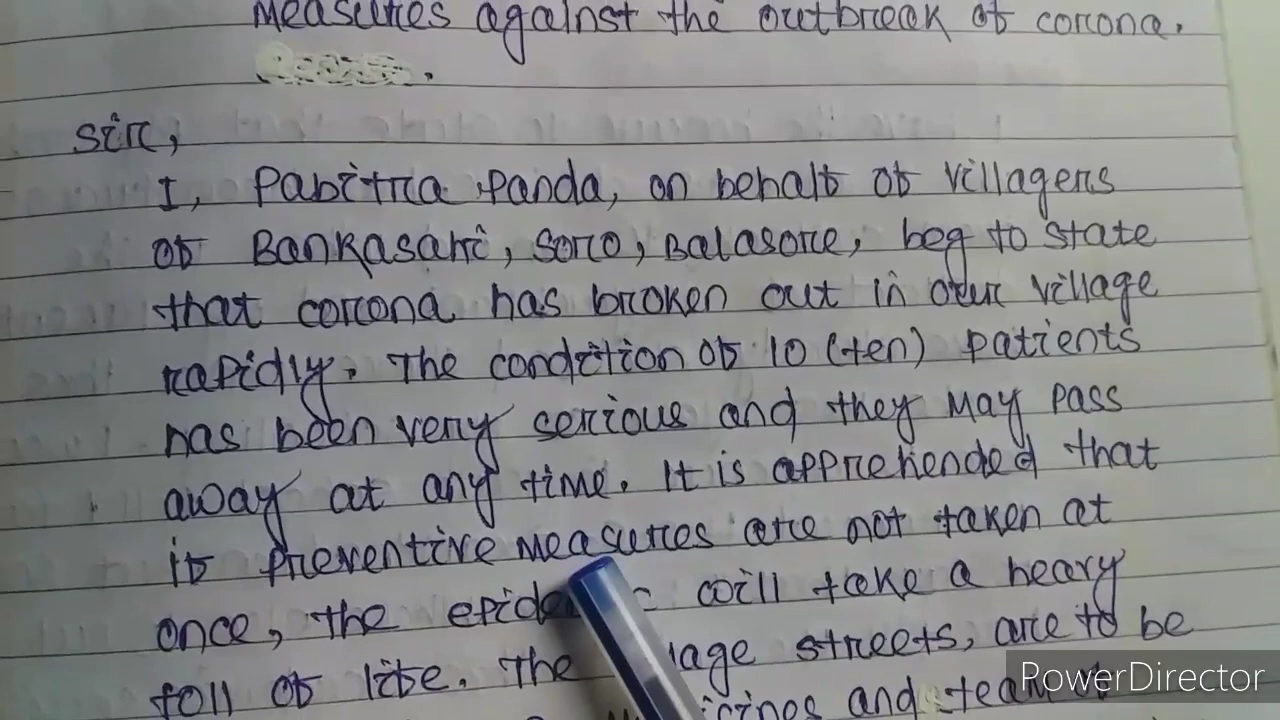 measures against the outbreak of corona.
Sir,
I, Pabitra Panda, on behalf of villagers
of Bankasahi, Soro, Balasore, beg to state
that corona has broken out in our village
rapidly. The condition of 10 (ten) patients
has been very serious and they may pass
away at any time. It is apprehended that
if preventive measures are not taken at
once, the will take a heavy
toll of life. The streets, are to be
and team of
PowerDirector